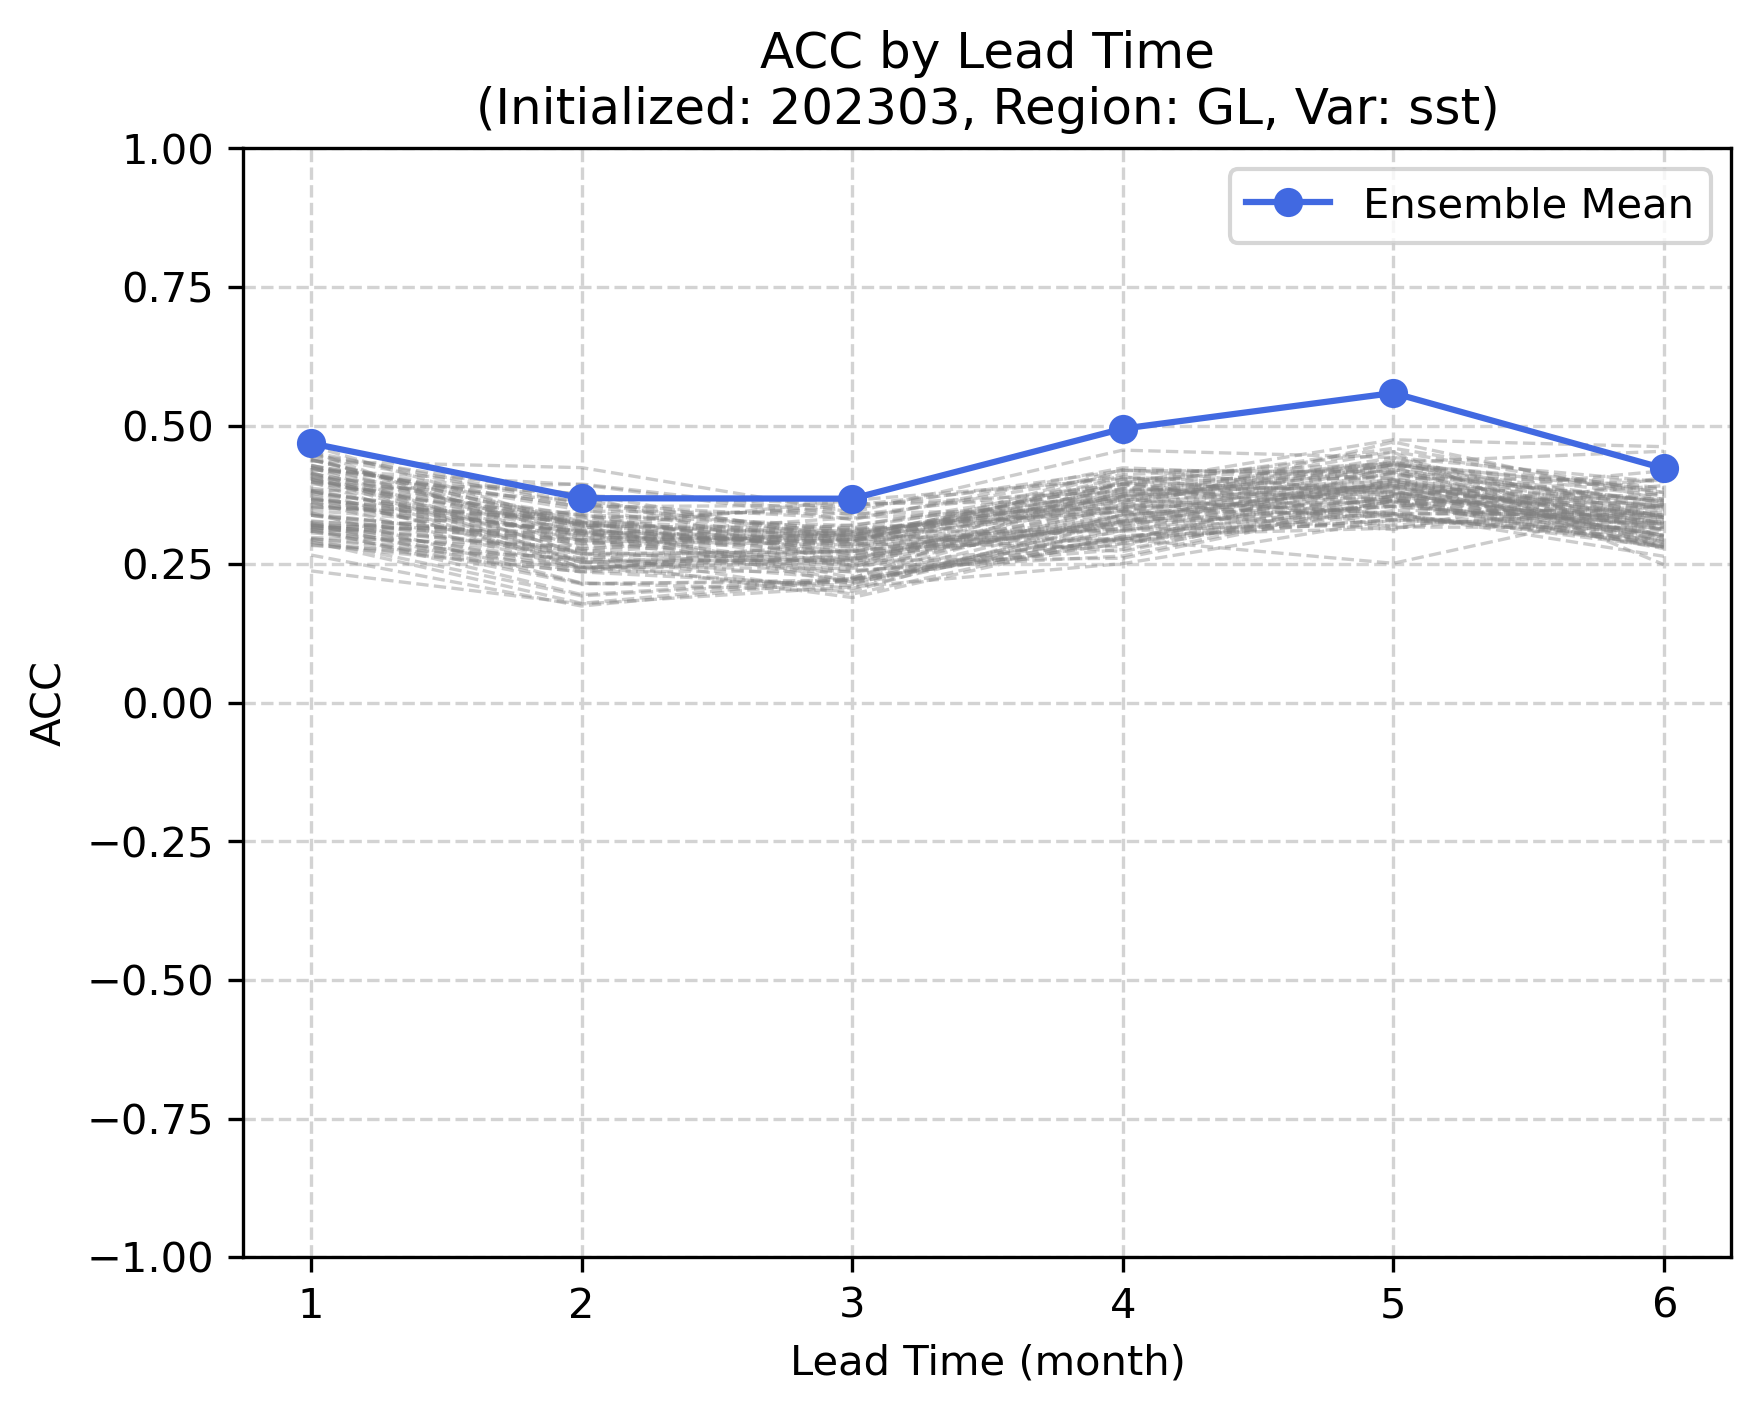 ACC by Lead Time
(Initialized: 202303, Region: GL, Var: sst)
Ensemble Mean
1.00
0.75
0.50
0.25
0.00
−0.25
−0.50
−0.75
−1.00
ACC
1 2 3 4 5 6
Lead Time (month)